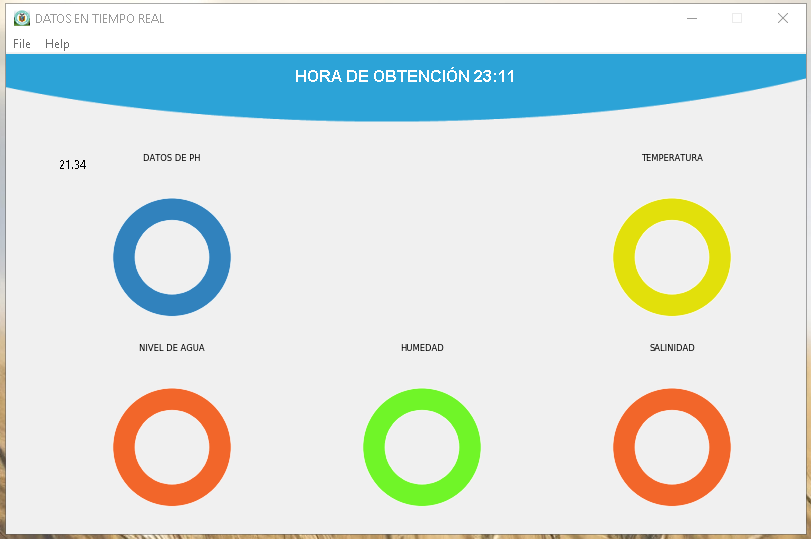 DATOS EN TIEMPO REAL
File Help
HORA DE OBTENCIÓN 23:11
DATOS DE PH
TEMPERATURA
21.34
NIVEL DE AGUA
HUMEDAD
SALINIDAD